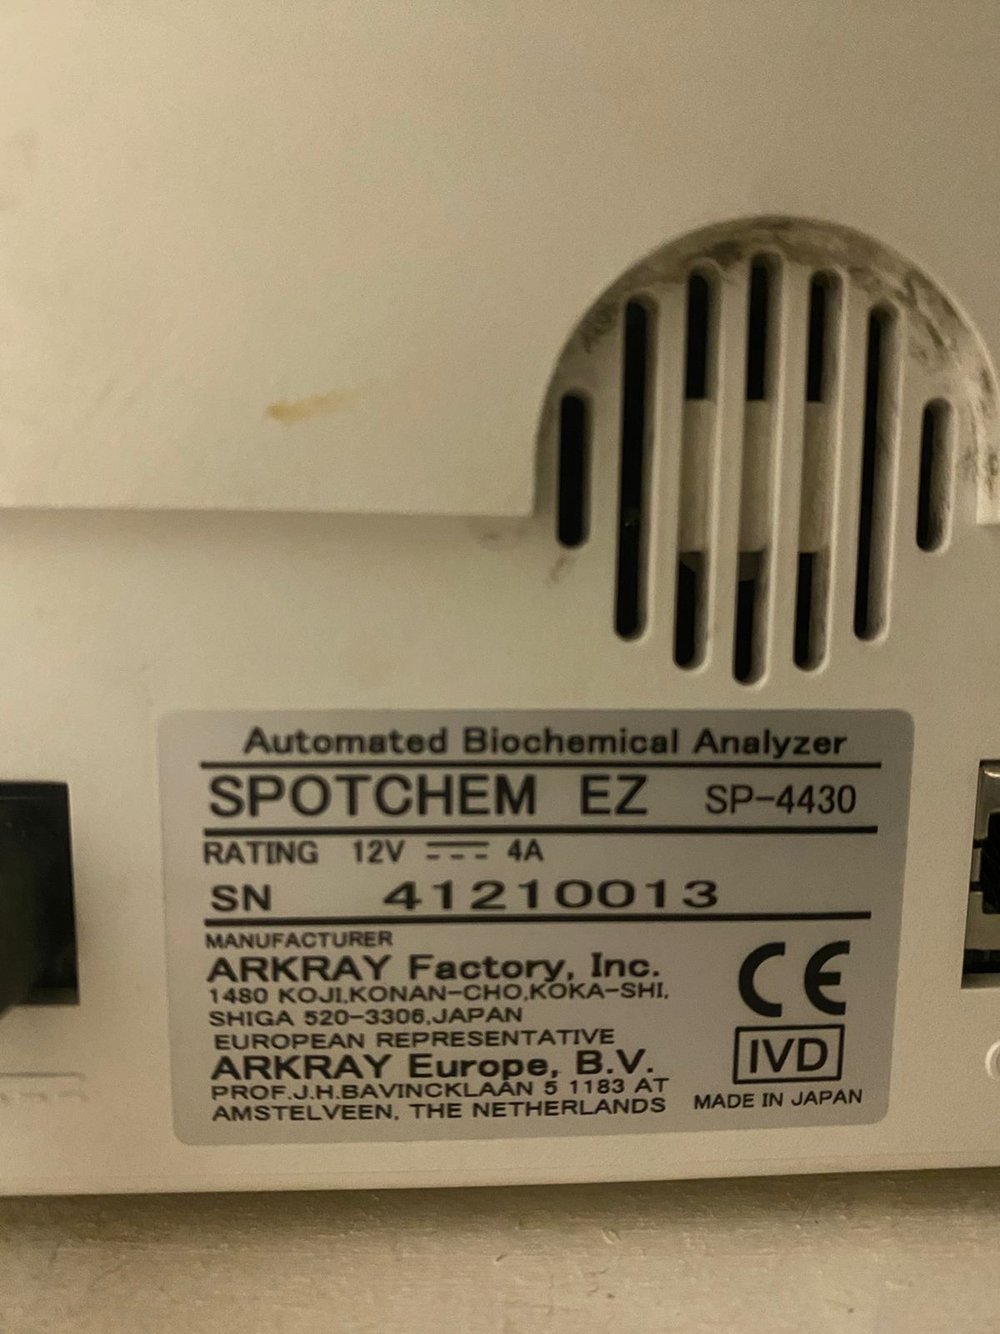 Automated Biochemical Analyzer
SPOTCHEM EZ SP-4430
RATING 12V ⎓ 4A
SN 41210013
MANUFACTURER
ARKRAY Factory, Inc.
1480 KOJI,KONAN-CHO,KOKA-SHI,
SHIGA 520-3306,JAPAN
EUROPEAN REPRESENTATIVE
ARKRAY Europe, B.V.
PROF.J.H.BAVINCKLAAN 5 1183 AT
AMSTELVEEN, THE NETHERLANDS
CE
IVD
MADE IN JAPAN